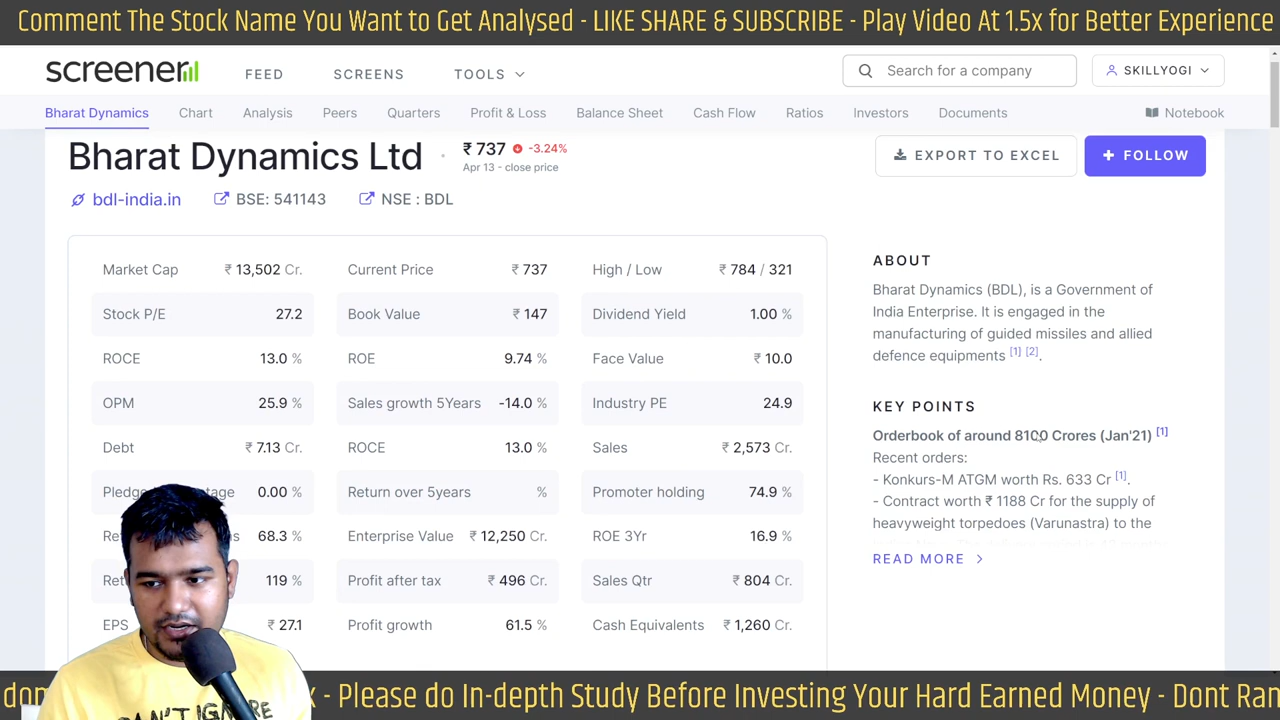 Comment The Stock Name You Want to Get Analysed - LIKE SHARE & SUBSCRIBE - Play Video At 1.5x for Better Experience
screener
FEED
SCREENS
TOOLS
Search for a company
SKILLYOGI
Bharat Dynamics
Chart
Analysis
Peers
Quarters
Profit & Loss
Balance Sheet
Cash Flow
Ratios
Investors
Documents
Notebook
Bharat Dynamics Ltd
₹ 737 -3.24%
Apr 13 - close price
EXPORT TO EXCEL
FOLLOW
bdl-india.in
BSE: 541143
NSE : BDL
Market Cap ₹ 13,502 Cr.
Current Price ₹ 737
High / Low ₹ 784 / 321
Stock P/E 27.2
Book Value ₹ 147
Dividend Yield 1.00 %
ROCE 13.0 %
ROE 9.74 %
Face Value ₹ 10.0
OPM 25.9 %
Sales growth 5Years -14.0 %
Industry PE 24.9
Debt ₹ 7.13 Cr.
ROCE 13.0 %
Sales ₹ 2,573 Cr.
0.00 %
Return over 5years %
Promoter holding 74.9 %
68.3 %
Enterprise Value ₹ 12,250 Cr.
ROE 3Yr 16.9 %
119 %
Profit after tax ₹ 496 Cr.
Sales Qtr ₹ 804 Cr.
EPS ₹ 27.1
Profit growth 61.5 %
Cash Equivalents ₹ 1,260 Cr.
ABOUT
Bharat Dynamics (BDL), is a Government of
India Enterprise. It is engaged in the
manufacturing of guided missiles and allied
defence equipments [1] [2].
KEY POINTS
Orderbook of around 8100 Crores (Jan'21) [1]
Recent orders:
- Konkurs-M ATGM worth Rs. 633 Cr [1].
- Contract worth ₹ 1188 Cr for the supply of
heavyweight torpedoes (Varunastra) to the
READ MORE
- Please do In-depth Study Before Investing Your Hard Earned Money - Dont Ran